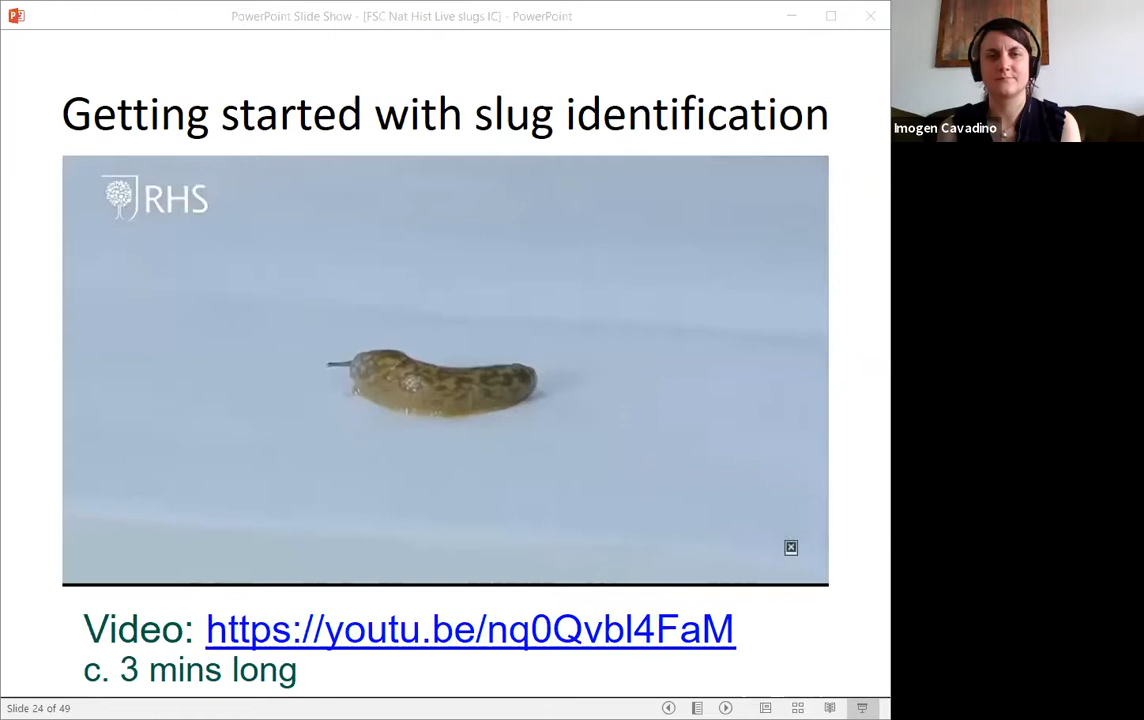 PowerPoint Slide Show - [FSC Nat Hist Live slugs IC] - PowerPoint
Getting started with slug identification
Imogen Cavadino
RHS
Video: https://youtu.be/nq0Qvbl4FaM
c. 3 mins long
Slide 24 of 49